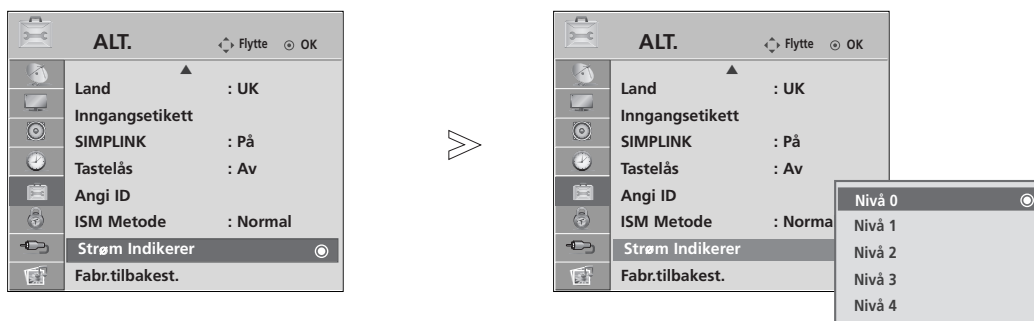 ALT. Flytte OK
Land : UK
Inngangsetikett
SIMPLINK : På
Tastelås : Av
Angi ID
ISM Metode : Normal
Strøm Indikerer
Fabr.tilbakest.
ALT. Flytte OK
Land : UK
Inngangsetikett
SIMPLINK : På
Tastelås : Av
Angi ID
ISM Metode : Norma
Strøm Indikerer
Fabr.tilbakest.
Nivå 0
Nivå 1
Nivå 2
Nivå 3
Nivå 4